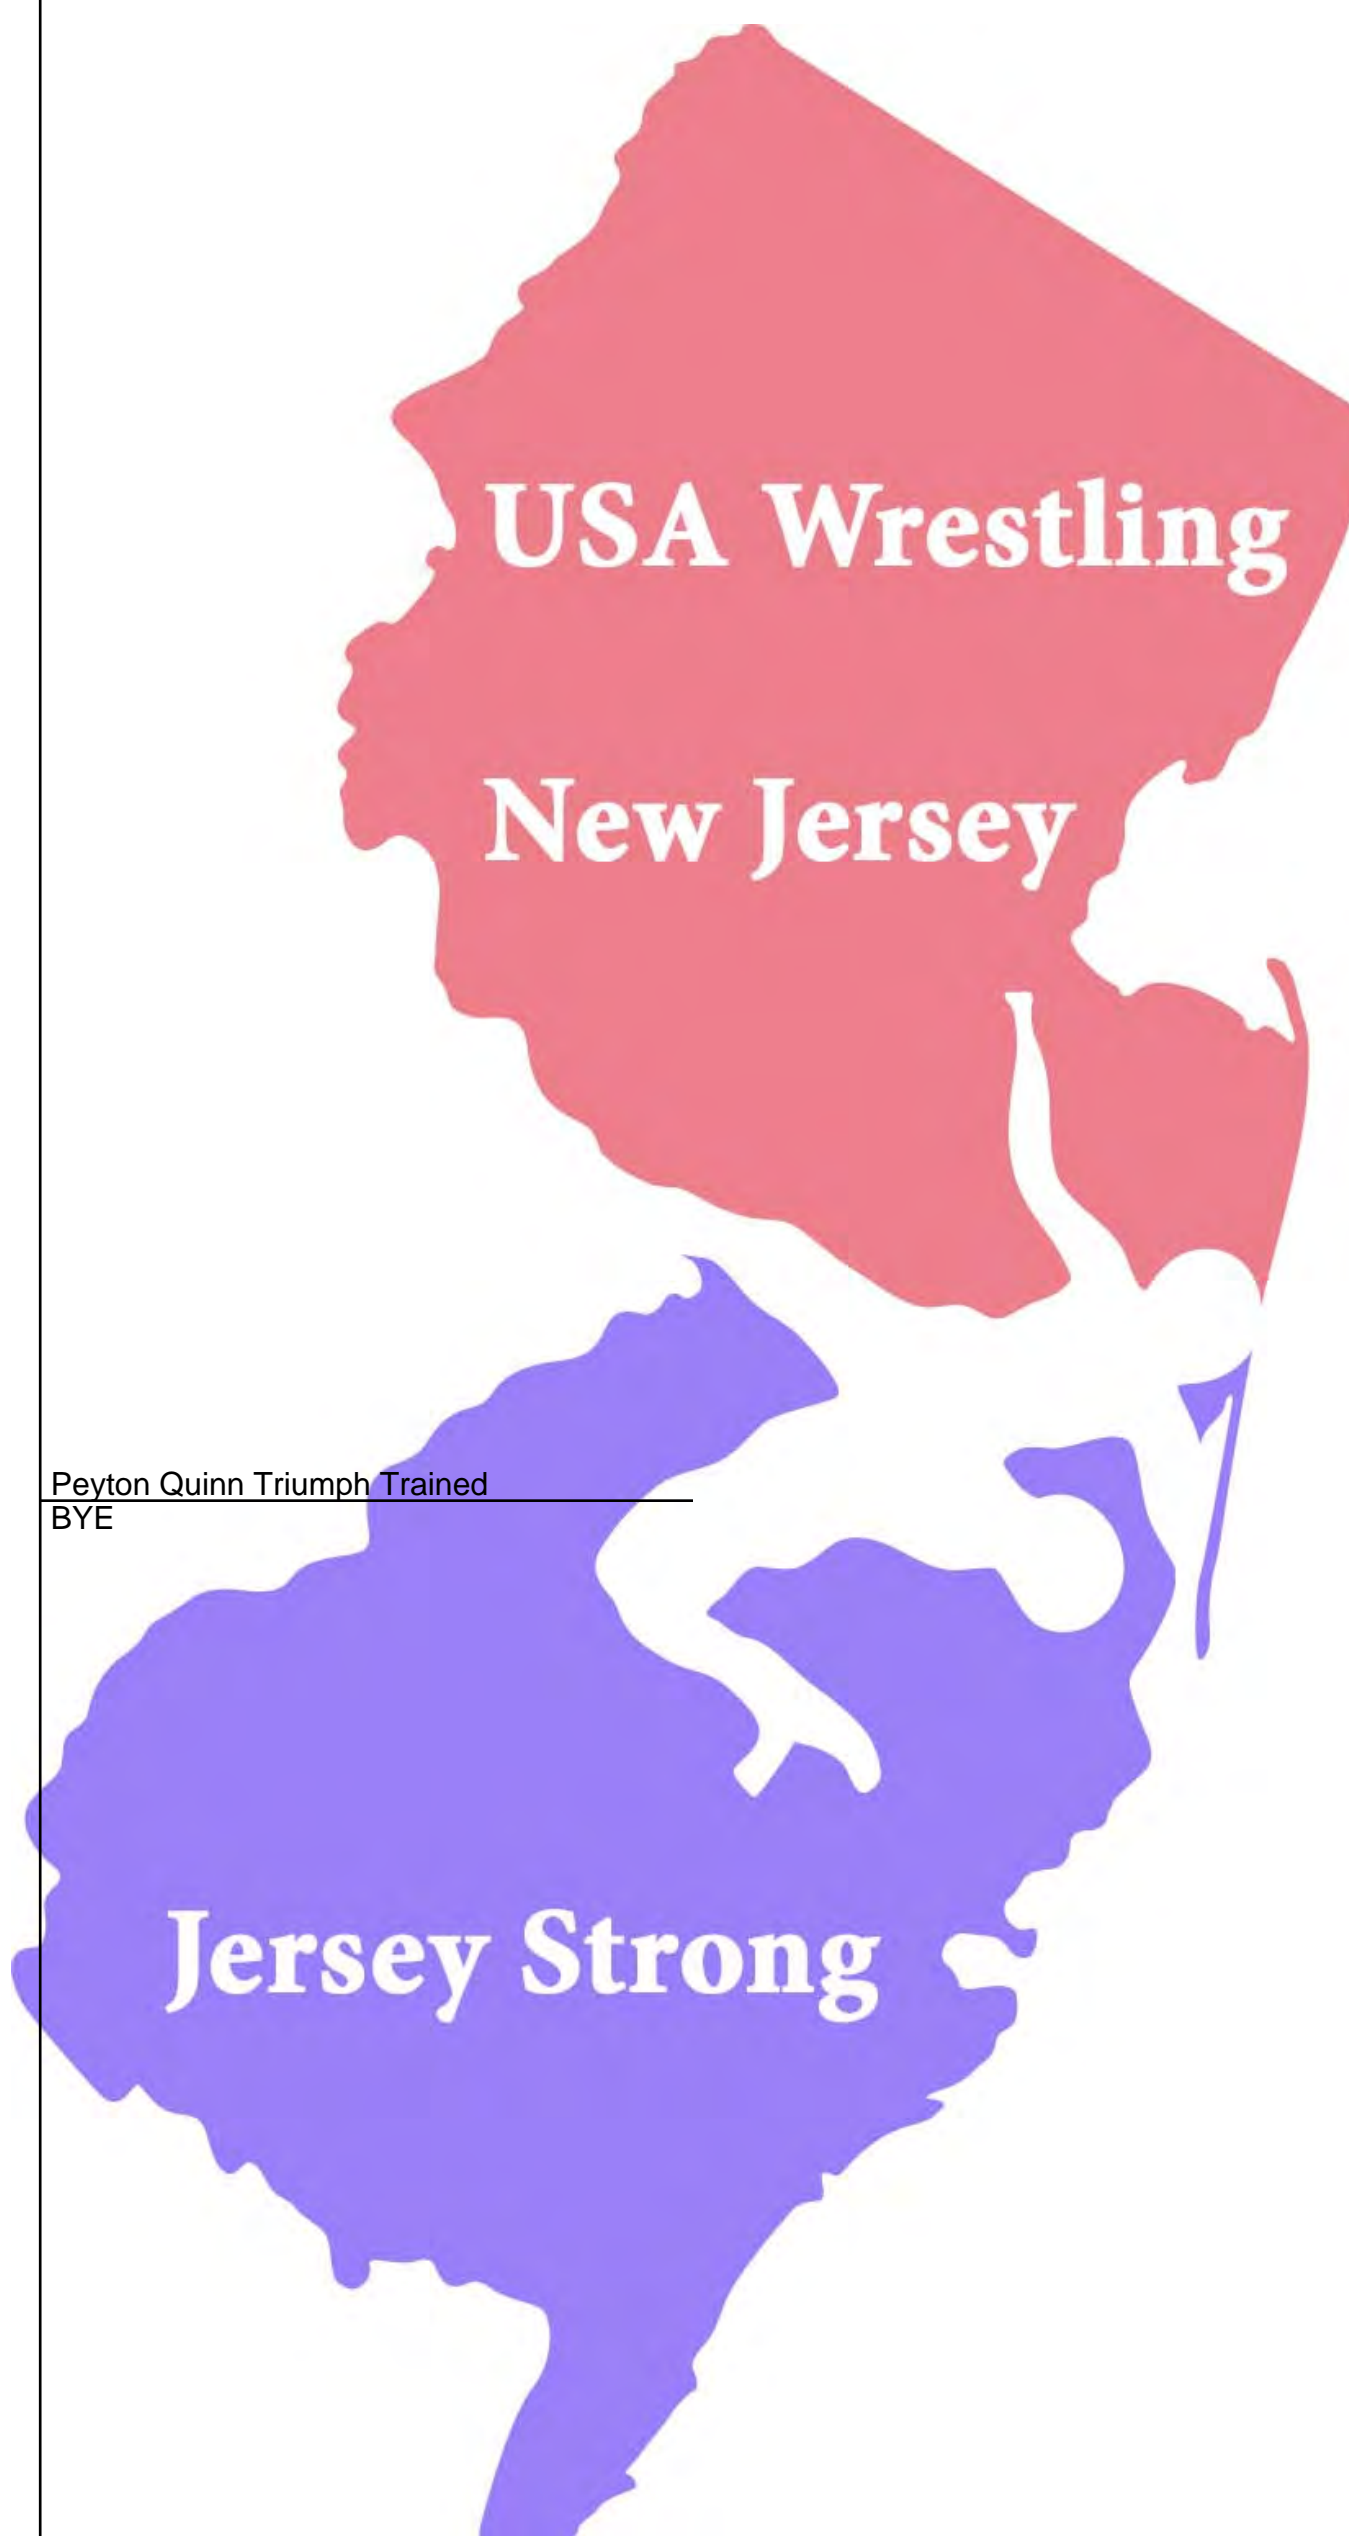 USA Wrestling
New Jersey
Peyton Quinn Triumph Trained
BYE
Jersey Strong